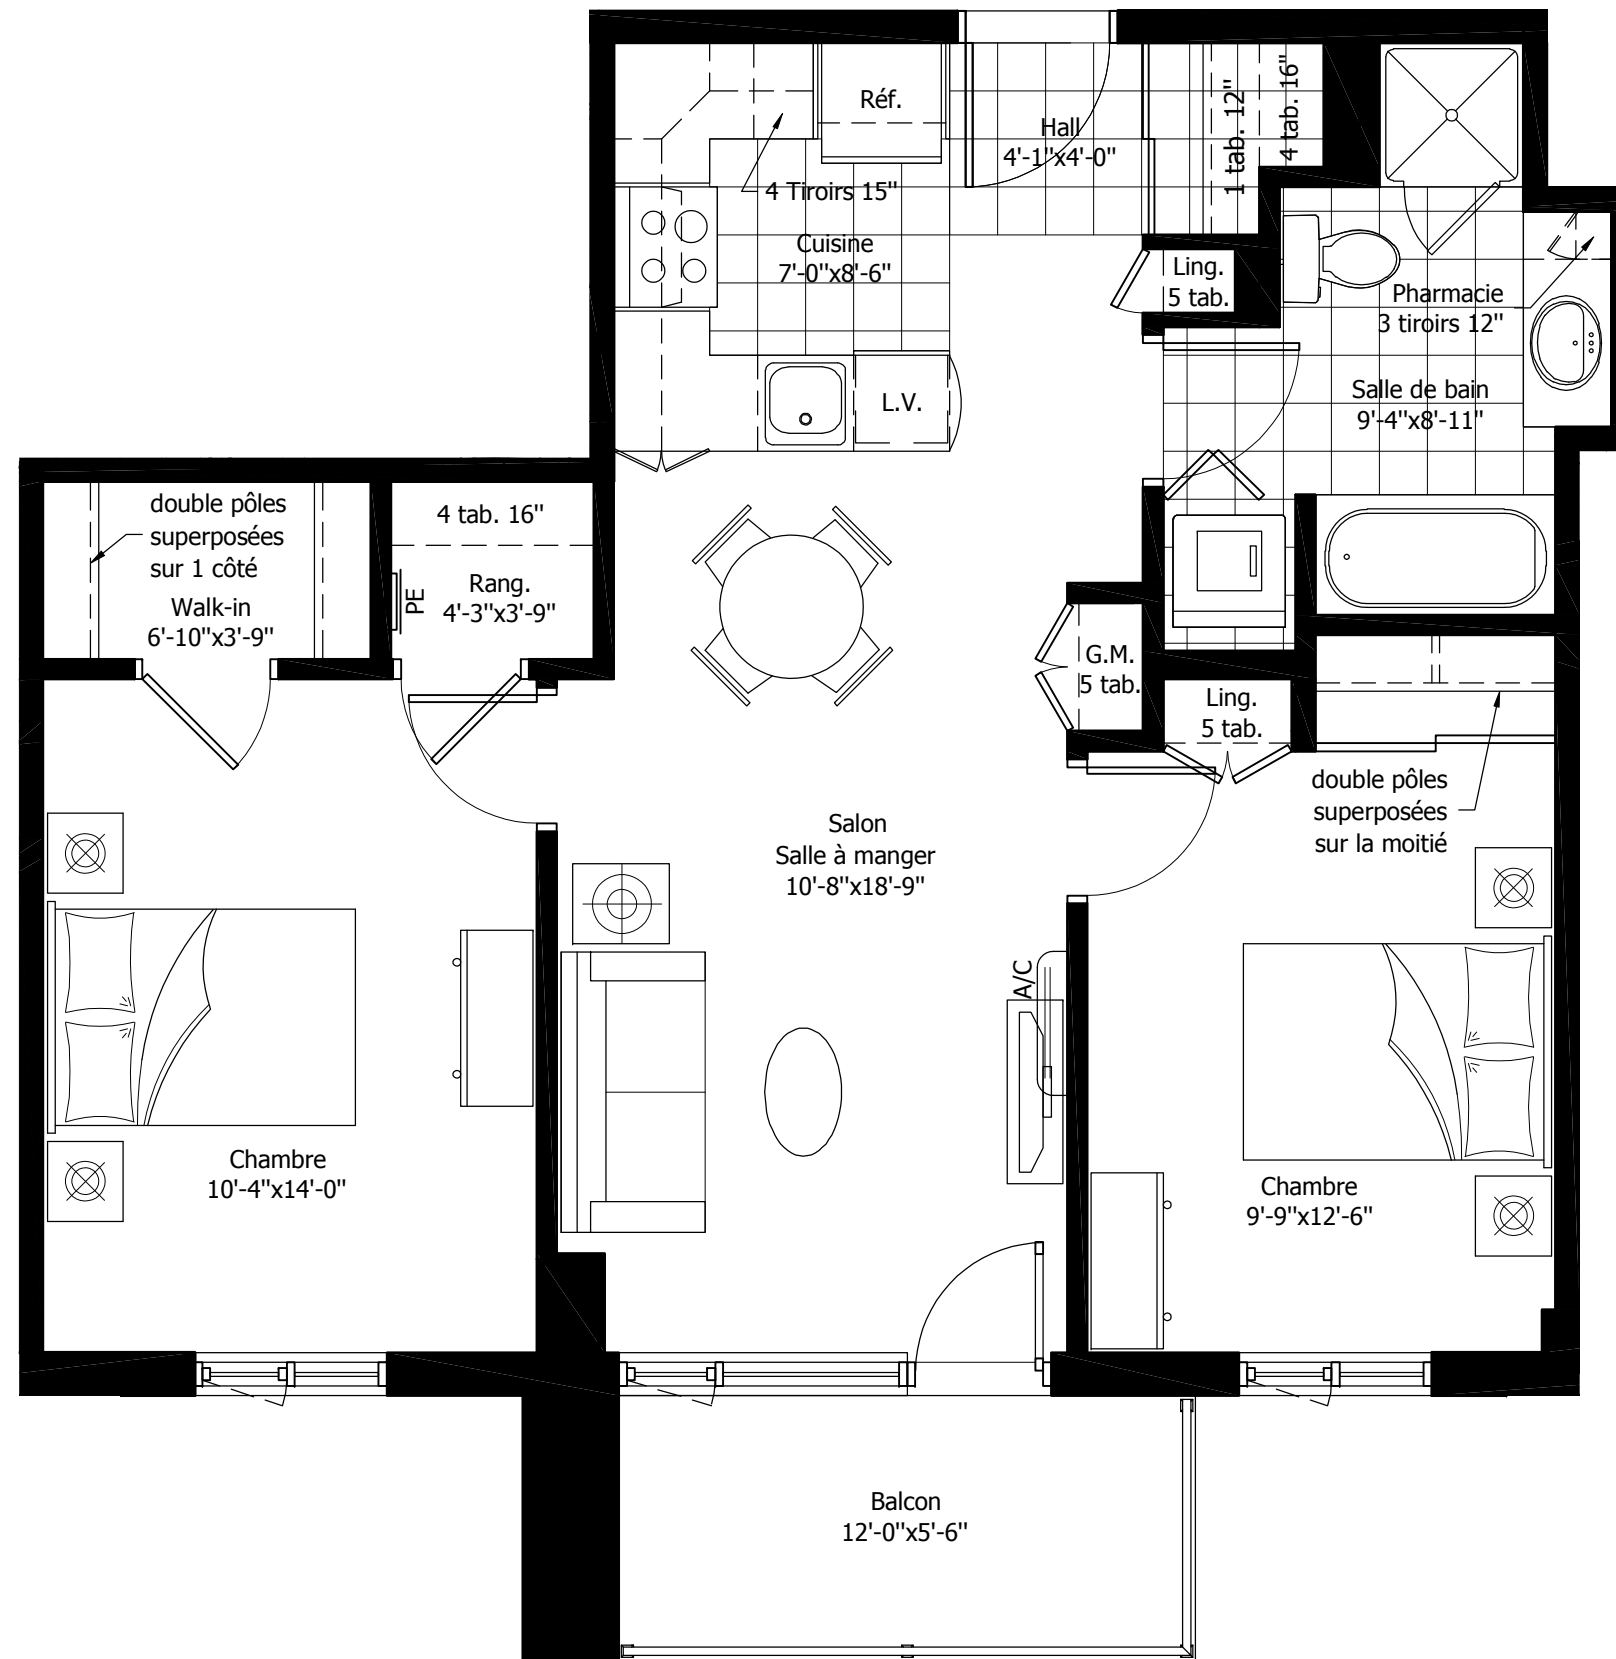 Réf.
Hall
4'-1"x4'-0"
1 tab. 12"
4 tab. 16"
4 Tiroirs 15"
Cuisine
7'-0"x8'-6"
Ling.
5 tab.
Pharmacie
3 tiroirs 12"
L.V.
Salle de bain
9'-4"x8'-11"
double pôles
superposées
sur 1 côté
Walk-in
6'-10"x3'-9"
4 tab. 16"
PE
Rang.
4'-3"x3'-9"
G.M.
5 tab.
Ling.
5 tab.
double pôles
superposées
sur la moitié
Salon
Salle à manger
10'-8"x18'-9"
A/C
Chambre
10'-4"x14'-0"
Chambre
9'-9"x12'-6"
Balcon
12'-0"x5'-6"